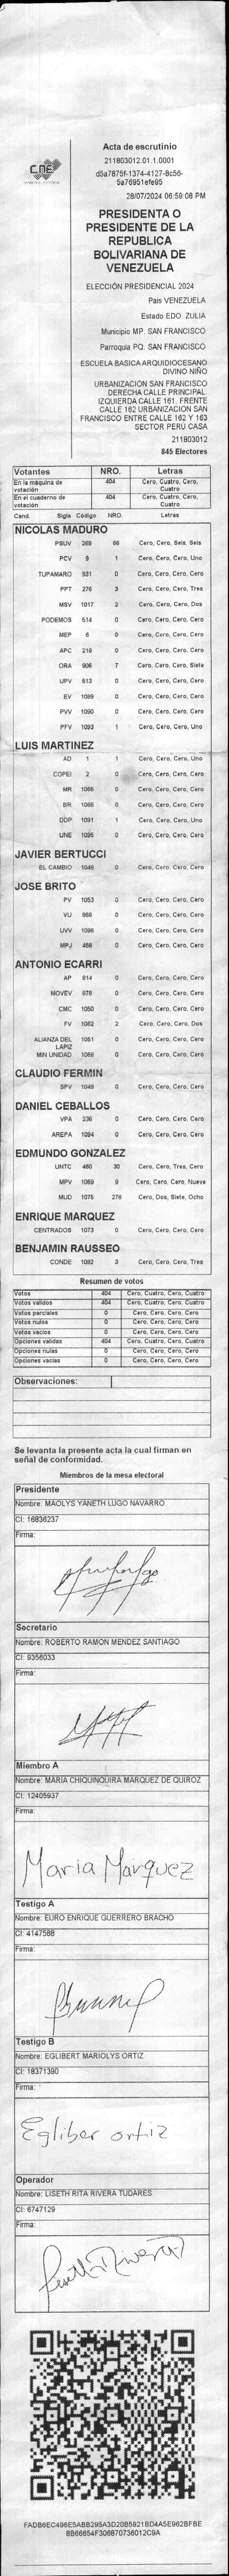 CNE
Acta de escrutinio
211803012.01.1.0001
d5a7875f-1374-4127-8c56-
5a76951efe95
28/07/2024 06:59:08 PM
PRESIDENTA O
PRESIDENTE DE LA
REPUBLICA
BOLIVARIANA DE
VENEZUELA
ELECCIÓN PRESIDENCIAL 2024
Pais VENEZUELA
Estado EDO. ZULIA
Municipio MP. SAN FRANCISCO
Parroquia PQ. SAN FRANCISCO
ESCUELA BASICA ARQUIDIOCESANO
DIVINO NIÑO
URBANIZACION SAN FRANCISCO
DERECHA CALLE PRINCIPAL.
IZQUIERDA CALLE 161. FRENTE
CALLE 162 URBANIZACION SAN
FRANCISCO ENTRE CALLE 162 Y 163
SECTOR PERÚ CASA
211803012
845 Electores
Votantes NRO. Letras
En la máquina de votación 404 Cero, Cuatro, Cero, Cuatro
En el cuaderno de votación 404 Cero, Cuatro, Cero, Cuatro
Cand. Sigla Código NRO. Letras
NICOLAS MADURO
PSUV 269 66 Cero, Cero, Seis, Seis
PCV 9 1 Cero, Cero, Cero, Uno
TUPAMARO 931 0 Cero, Cero, Cero, Cero
PPT 276 3 Cero, Cero, Cero, Tres
MSV 1017 2 Cero, Cero, Cero, Dos
PODEMOS 514 0 Cero, Cero, Cero, Cero
MEP 6 0 Cero, Cero, Cero, Cero
APC 219 0 Cero, Cero, Cero, Cero
ORA 906 7 Cero, Cero, Cero, Siete
UPV 513 0 Cero, Cero, Cero, Cero
EV 1089 0 Cero, Cero, Cero, Cero
PVV 1090 0 Cero, Cero, Cero, Cero
PFV 1093 1 Cero, Cero, Cero, Uno
LUIS MARTINEZ
AD 1 1 Cero, Cero, Cero, Uno
COPEI 2 0 Cero, Cero, Cero, Cero
MR 1065 0 Cero, Cero, Cero, Cero
BR 1066 0 Cero, Cero, Cero, Cero
DDP 1091 1 Cero, Cero, Cero, Uno
UNE 1095 0 Cero, Cero, Cero, Cero
JAVIER BERTUCCI
EL CAMBIO 1048 0 Cero, Cero, Cero, Cero
JOSE BRITO
PV 1053 0 Cero, Cero, Cero, Cero
VU 968 0 Cero, Cero, Cero, Cero
UVV 1096 0 Cero, Cero, Cero, Cero
MPJ 458 0 Cero, Cero, Cero, Cero
ANTONIO ECARRI
AP 814 0 Cero, Cero, Cero, Cero
MOVEV 979 0 Cero, Cero, Cero, Cero
CMC 1050 0 Cero, Cero, Cero, Cero
FV 1062 2 Cero, Cero, Cero, Dos
ALIANZA DEL LAPIZ 1061 0 Cero, Cero, Cero, Cero
MIN UNIDAD 1068 0 Cero, Cero, Cero, Cero
CLAUDIO FERMIN
SPV 1049 0 Cero, Cero, Cero, Cero
DANIEL CEBALLOS
VPA 236 0 Cero, Cero, Cero, Cero
AREPA 1094 0 Cero, Cero, Cero, Cero
EDMUNDO GONZALEZ
UNTC 460 30 Cero, Cero, Tres, Cero
MPV 1069 9 Cero, Cero, Cero, Nueve
MUD 1075 278 Cero, Dos, Siete, Ocho
ENRIQUE MARQUEZ
CENTRADOS 1073 0 Cero, Cero, Cero, Cero
BENJAMIN RAUSSEO
CONDE 1092 3 Cero, Cero, Cero, Tres
Resumen de votos
Votos 404 Cero, Cuatro, Cero, Cuatro
Votos validos 404 Cero, Cuatro, Cero, Cuatro
Votos parciales 0 Cero, Cero, Cero, Cero
Votos nulos 0 Cero, Cero, Cero, Cero
Votos vacios 0 Cero, Cero, Cero, Cero
Opciones validas 404 Cero, Cuatro, Cero, Cuatro
Opciones nulas 0 Cero, Cero, Cero, Cero
Opciones vacias 0 Cero, Cero, Cero, Cero
Observaciones:
Se levanta la presente acta la cual firman en
señal de conformidad.
Miembros de la mesa electoral
Presidente
Nombre: MAOLYS YANETH LUGO NAVARRO
CI: 16836237
Firma:
Secretario
Nombre: ROBERTO RAMON MENDEZ SANTIAGO
CI: 9356033
Firma:
Miembro A
Nombre: MARIA CHIQUINQUIRA MARQUEZ DE QUIROZ
CI: 12405937
Firma:
Maria Marquez
Testigo A
Nombre: EURO ENRIQUE GUERRERO BRACHO
CI: 4147588
Firma:
Testigo B
Nombre: EGLIBERT MARIOLYS ORTIZ
CI: 18371390
Firma:
Egliber ortiz
Operador
Nombre: LISETH RITA RIVERA TUDARES
CI: 6747129
Firma:
Liseth Rivera
FADB6EC496E5ABB295A3D20B5921BD4A5E962BFBE
8B66654F306870736012C9A